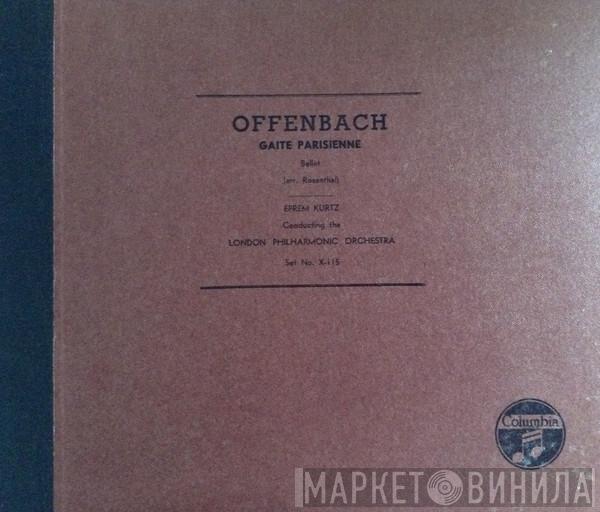 OFFENBACH
GAITE PARISIENNE
Ballet
(arr. Rosenthal)
EFREM KURTZ
Conducting the
LONDON PHILHARMONIC ORCHESTRA
Set No. X-115
Columbia
МАРКЕТ ВИНИЛА